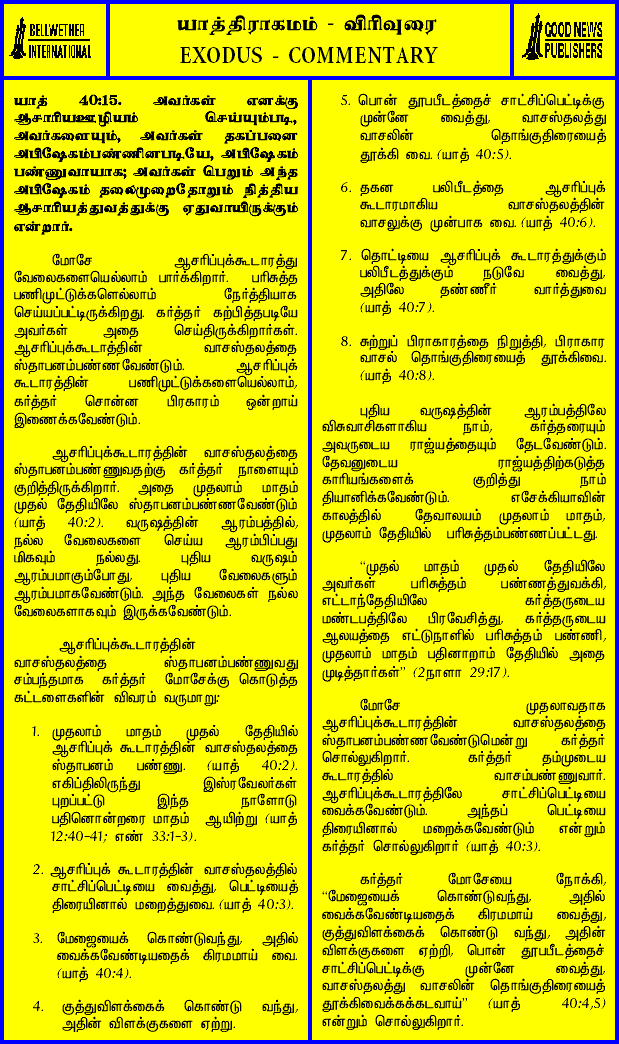 BELLWETHER
INTERNATIONAL
யாத்திராகமம் - விரிவுரை
EXODUS - COMMENTARY
GOOD NEWS
PUBLISHERS
யாத் 40:15. அவர்கள் எனக்கு
ஆசாரியஊழியம் செய்யும்படி,
அவர்களையும், அவர்கள் தகப்பனை
அபிஷேகம்பண்ணினபடியே, அபிஷேகம்
பண்ணுவாயாக; அவர்கள் பெறும் அந்த
அபிஷேகம் தலைமுறைதோறும் நித்திய
ஆசாரியத்துவத்துக்கு ஏதுவாயிருக்கும்
என்றார்.
மோசே ஆசரிப்புக்கூடாரத்து
வேலைகளையெல்லாம் பார்க்கிறார். பரிசுத்த
பணிமுட்டுக்களெல்லாம் நேர்த்தியாக
செய்யப்பட்டிருக்கிறது. கர்த்தர் கற்பித்தபடியே
அவர்கள் அதை செய்திருக்கிறார்கள்.
ஆசரிப்புக்கூடாத்தின் வாசஸ்தலத்தை
ஸ்தாபனம்பண்ணவேண்டும். ஆசரிப்புக்
கூடாரத்தின் பணிமுட்டுக்களையெல்லாம்,
கர்த்தர் சொன்ன பிரகாரம் ஒன்றாய்
இணைக்கவேண்டும்.
ஆசரிப்புக்கூடாரத்தின் வாசஸ்தலத்தை
ஸ்தாபனம்பண்ணுவதற்கு கர்த்தர் நாளையும்
குறித்திருக்கிறார். அதை முதலாம் மாதம்
முதல் தேதியிலே ஸ்தாபனம்பண்ணவேண்டும்
(யாத் 40:2). வருஷத்தின் ஆரம்பத்தில்,
நல்ல வேலைகளை செய்ய ஆரம்பிப்பது
மிகவும் நல்லது. புதிய வருஷம்
ஆரம்பமாகும்போது, புதிய வேலைகளும்
ஆரம்பமாகவேண்டும். அந்த வேலைகள் நல்ல
வேலைகளாகவும் இருக்கவேண்டும்.
ஆசரிப்புக்கூடாரத்தின்
வாசஸ்தலத்தை ஸ்தாபனம்பண்ணுவது
சம்பந்தமாக கர்த்தர் மோசேக்கு கொடுத்த
கட்டளைகளின் விவரம் வருமாறு:
1. முதலாம் மாதம் முதல் தேதியில்
ஆசரிப்புக் கூடாரத்தின் வாசஸ்தலத்தை
ஸ்தாபனம் பண்ணு. (யாத் 40:2).
எகிப்திலிருந்து இஸ்ரவேலர்கள்
புறப்பட்டு இந்த நாளோடு
பதினொன்றரை மாதம் ஆயிற்று (யாத்
12:40-41; எண் 33:1-3).
2. ஆசரிப்புக் கூடாரத்தின் வாசஸ்தலத்தில்
சாட்சிப்பெட்டியை வைத்து, பெட்டியைத்
திரையினால் மறைத்துவை. (யாத் 40:3).
3. மேஜையைக் கொண்டுவந்து, அதில்
வைக்கவேண்டியதைக் கிரமமாய் வை.
(யாத் 40:4).
4. குத்துவிளக்கைக் கொண்டு வந்து,
அதின் விளக்குகளை ஏற்று.
5. பொன் தூபபீடத்தைச் சாட்சிப்பெட்டிக்கு
முன்னே வைத்து, வாசஸ்தலத்து
வாசலின் தொங்குதிரையைத்
தூக்கி வை. (யாத் 40:5).
6. தகன பலிபீடத்தை ஆசரிப்புக்
கூடாரமாகிய வாசஸ்தலத்தின்
வாசலுக்கு முன்பாக வை. (யாத் 40:6).
7. தொட்டியை ஆசரிப்புக் கூடாரத்துக்கும்
பலிபீடத்துக்கும் நடுவே வைத்து,
அதிலே தண்ணீர் வார்த்துவை
(யாத் 40:7).
8. சுற்றுப் பிராகாரத்தை நிறுத்தி, பிராகார
வாசல் தொங்குதிரையைத் தூக்கிவை.
(யாத் 40:8).
புதிய வருஷத்தின் ஆரம்பத்திலே
விசுவாசிகளாகிய நாம், கர்த்தரையும்
அவருடைய ராஜ்யத்தையும் தேடவேண்டும்.
தேவனுடைய ராஜ்யத்திற்கடுத்த
காரியங்களைக் குறித்து நாம்
தியானிக்கவேண்டும். எசேக்கியாவின்
காலத்தில் தேவாலயம் முதலாம் மாதம்,
முதலாம் தேதியில் பரிசுத்தம்பண்ணப்பட்டது.
“முதல் மாதம் முதல் தேதியிலே
அவர்கள் பரிசுத்தம் பண்ணத்துவக்கி,
எட்டாந்தேதியிலே கர்த்தருடைய
மண்டபத்திலே பிரவேசித்து, கர்த்தருடைய
ஆலயத்தை எட்டுநாளில் பரிசுத்தம் பண்ணி,
முதலாம் மாதம் பதினாறாம் தேதியில் அதை
முடித்தார்கள்” (2நாளா 29:17).
மோசே முதலாவதாக
ஆசரிப்புக்கூடாரத்தின் வாசஸ்தலத்தை
ஸ்தாபனம்பண்ணவேண்டுமென்று கர்த்தர்
சொல்லுகிறார். கர்த்தர் தம்முடைய
கூடாரத்தில் வாசம்பண்ணுவார்.
ஆசரிப்புக்கூடாரத்திலே சாட்சிப்பெட்டியை
வைக்கவேண்டும். அந்தப் பெட்டியை
திரையினால் மறைக்கவேண்டும் என்றும்
கர்த்தர் சொல்லுகிறார் (யாத் 40:3).
கர்த்தர் மோசேயை நோக்கி,
“மேஜையைக் கொண்டுவந்து, அதில்
வைக்கவேண்டியதைக் கிரமமாய் வைத்து,
குத்துவிளக்கைக் கொண்டு வந்து, அதின்
விளக்குகளை ஏற்றி, பொன் தூபபீடத்தைச்
சாட்சிப்பெட்டிக்கு முன்னே வைத்து,
வாசஸ்தலத்து வாசலின் தொங்குதிரையைத்
தூக்கிவைக்கக்கடவாய்” (யாத் 40:4,5)
என்றும் சொல்லுகிறார்.